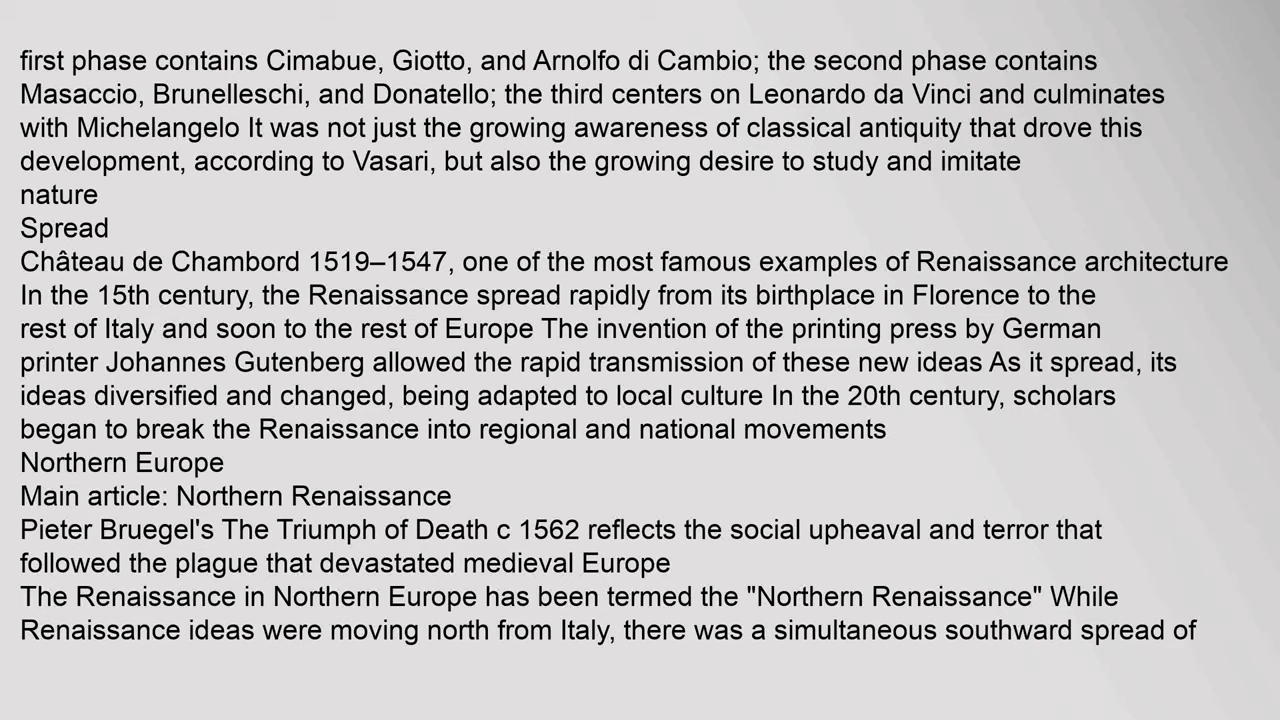 first phase contains Cimabue, Giotto, and Arnolfo di Cambio; the second phase contains
Masaccio, Brunelleschi, and Donatello; the third centers on Leonardo da Vinci and culminates
with Michelangelo It was not just the growing awareness of classical antiquity that drove this
development, according to Vasari, but also the growing desire to study and imitate
nature
Spread
Château de Chambord 1519–1547, one of the most famous examples of Renaissance architecture
In the 15th century, the Renaissance spread rapidly from its birthplace in Florence to the
rest of Italy and soon to the rest of Europe The invention of the printing press by German
printer Johannes Gutenberg allowed the rapid transmission of these new ideas As it spread, its
ideas diversified and changed, being adapted to local culture In the 20th century, scholars
began to break the Renaissance into regional and national movements
Northern Europe
Main article: Northern Renaissance
Pieter Bruegel's The Triumph of Death c 1562 reflects the social upheaval and terror that
followed the plague that devastated medieval Europe
The Renaissance in Northern Europe has been termed the "Northern Renaissance" While
Renaissance ideas were moving north from Italy, there was a simultaneous southward spread of